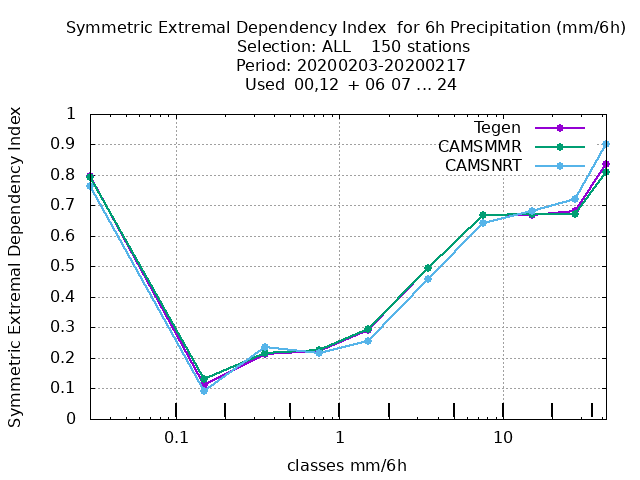 Symmetric Extremal Dependency Index  for 6h Precipitation (mm/6h)
Selection: ALL    150 stations
Period: 20200203-20200217
Used  00,12  + 06 07 ... 24
Symmetric Extremal Dependency Index
1
0.9
0.8
0.7
0.6
0.5
0.4
0.3
0.2
0.1
0
Tegen
CAMSMMR
CAMSNRT
0.1
1
10
classes mm/6h